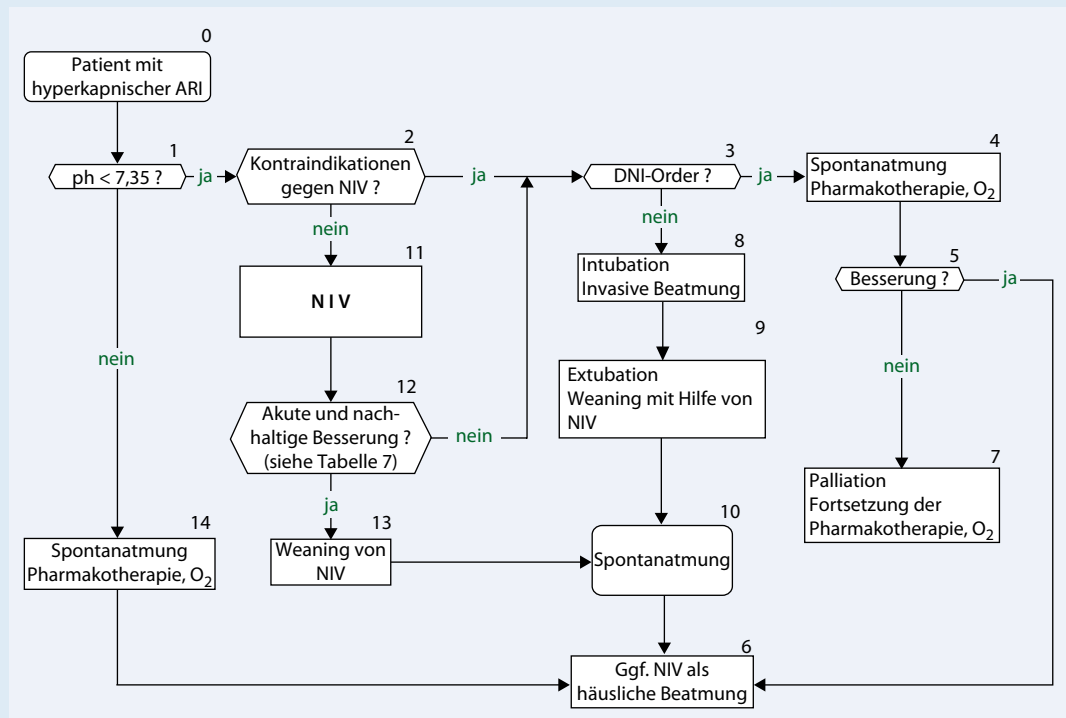 0
Patient mit
hyperkapnischer ARI
1
ph < 7,35 ?
ja
2
Kontraindikationen
gegen NIV ?
ja
3
DNI-Order ?
ja
4
Spontanatmung
Pharmakotherapie, O₂
nein
nein
5
Besserung ?
ja
11
N I V
8
Intubation
Invasive Beatmung
nein
nein
9
Extubation
Weaning mit Hilfe von
NIV
12
Akute und nach-
haltige Besserung ?
(siehe Tabelle 7)
nein
ja
7
Palliation
Fortsetzung der
Pharmakotherapie, O₂
14
Spontanatmung
Pharmakotherapie, O₂
13
Weaning von
NIV
10
Spontanatmung
6
Ggf. NIV als
häusliche Beatmung